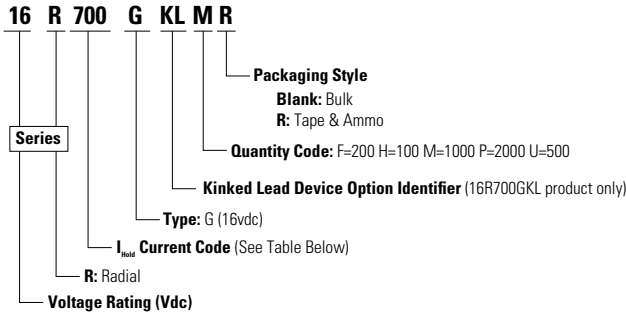 16 R 700 G KL M R
Packaging Style
Blank: Bulk
R: Tape & Ammo
Series
Quantity Code: F=200 H=100 M=1000 P=2000 U=500
Kinked Lead Device Option Identifier (16R700GKL product only)
Type: G (16vdc)
IHold Current Code (See Table Below)
R: Radial
Voltage Rating (Vdc)